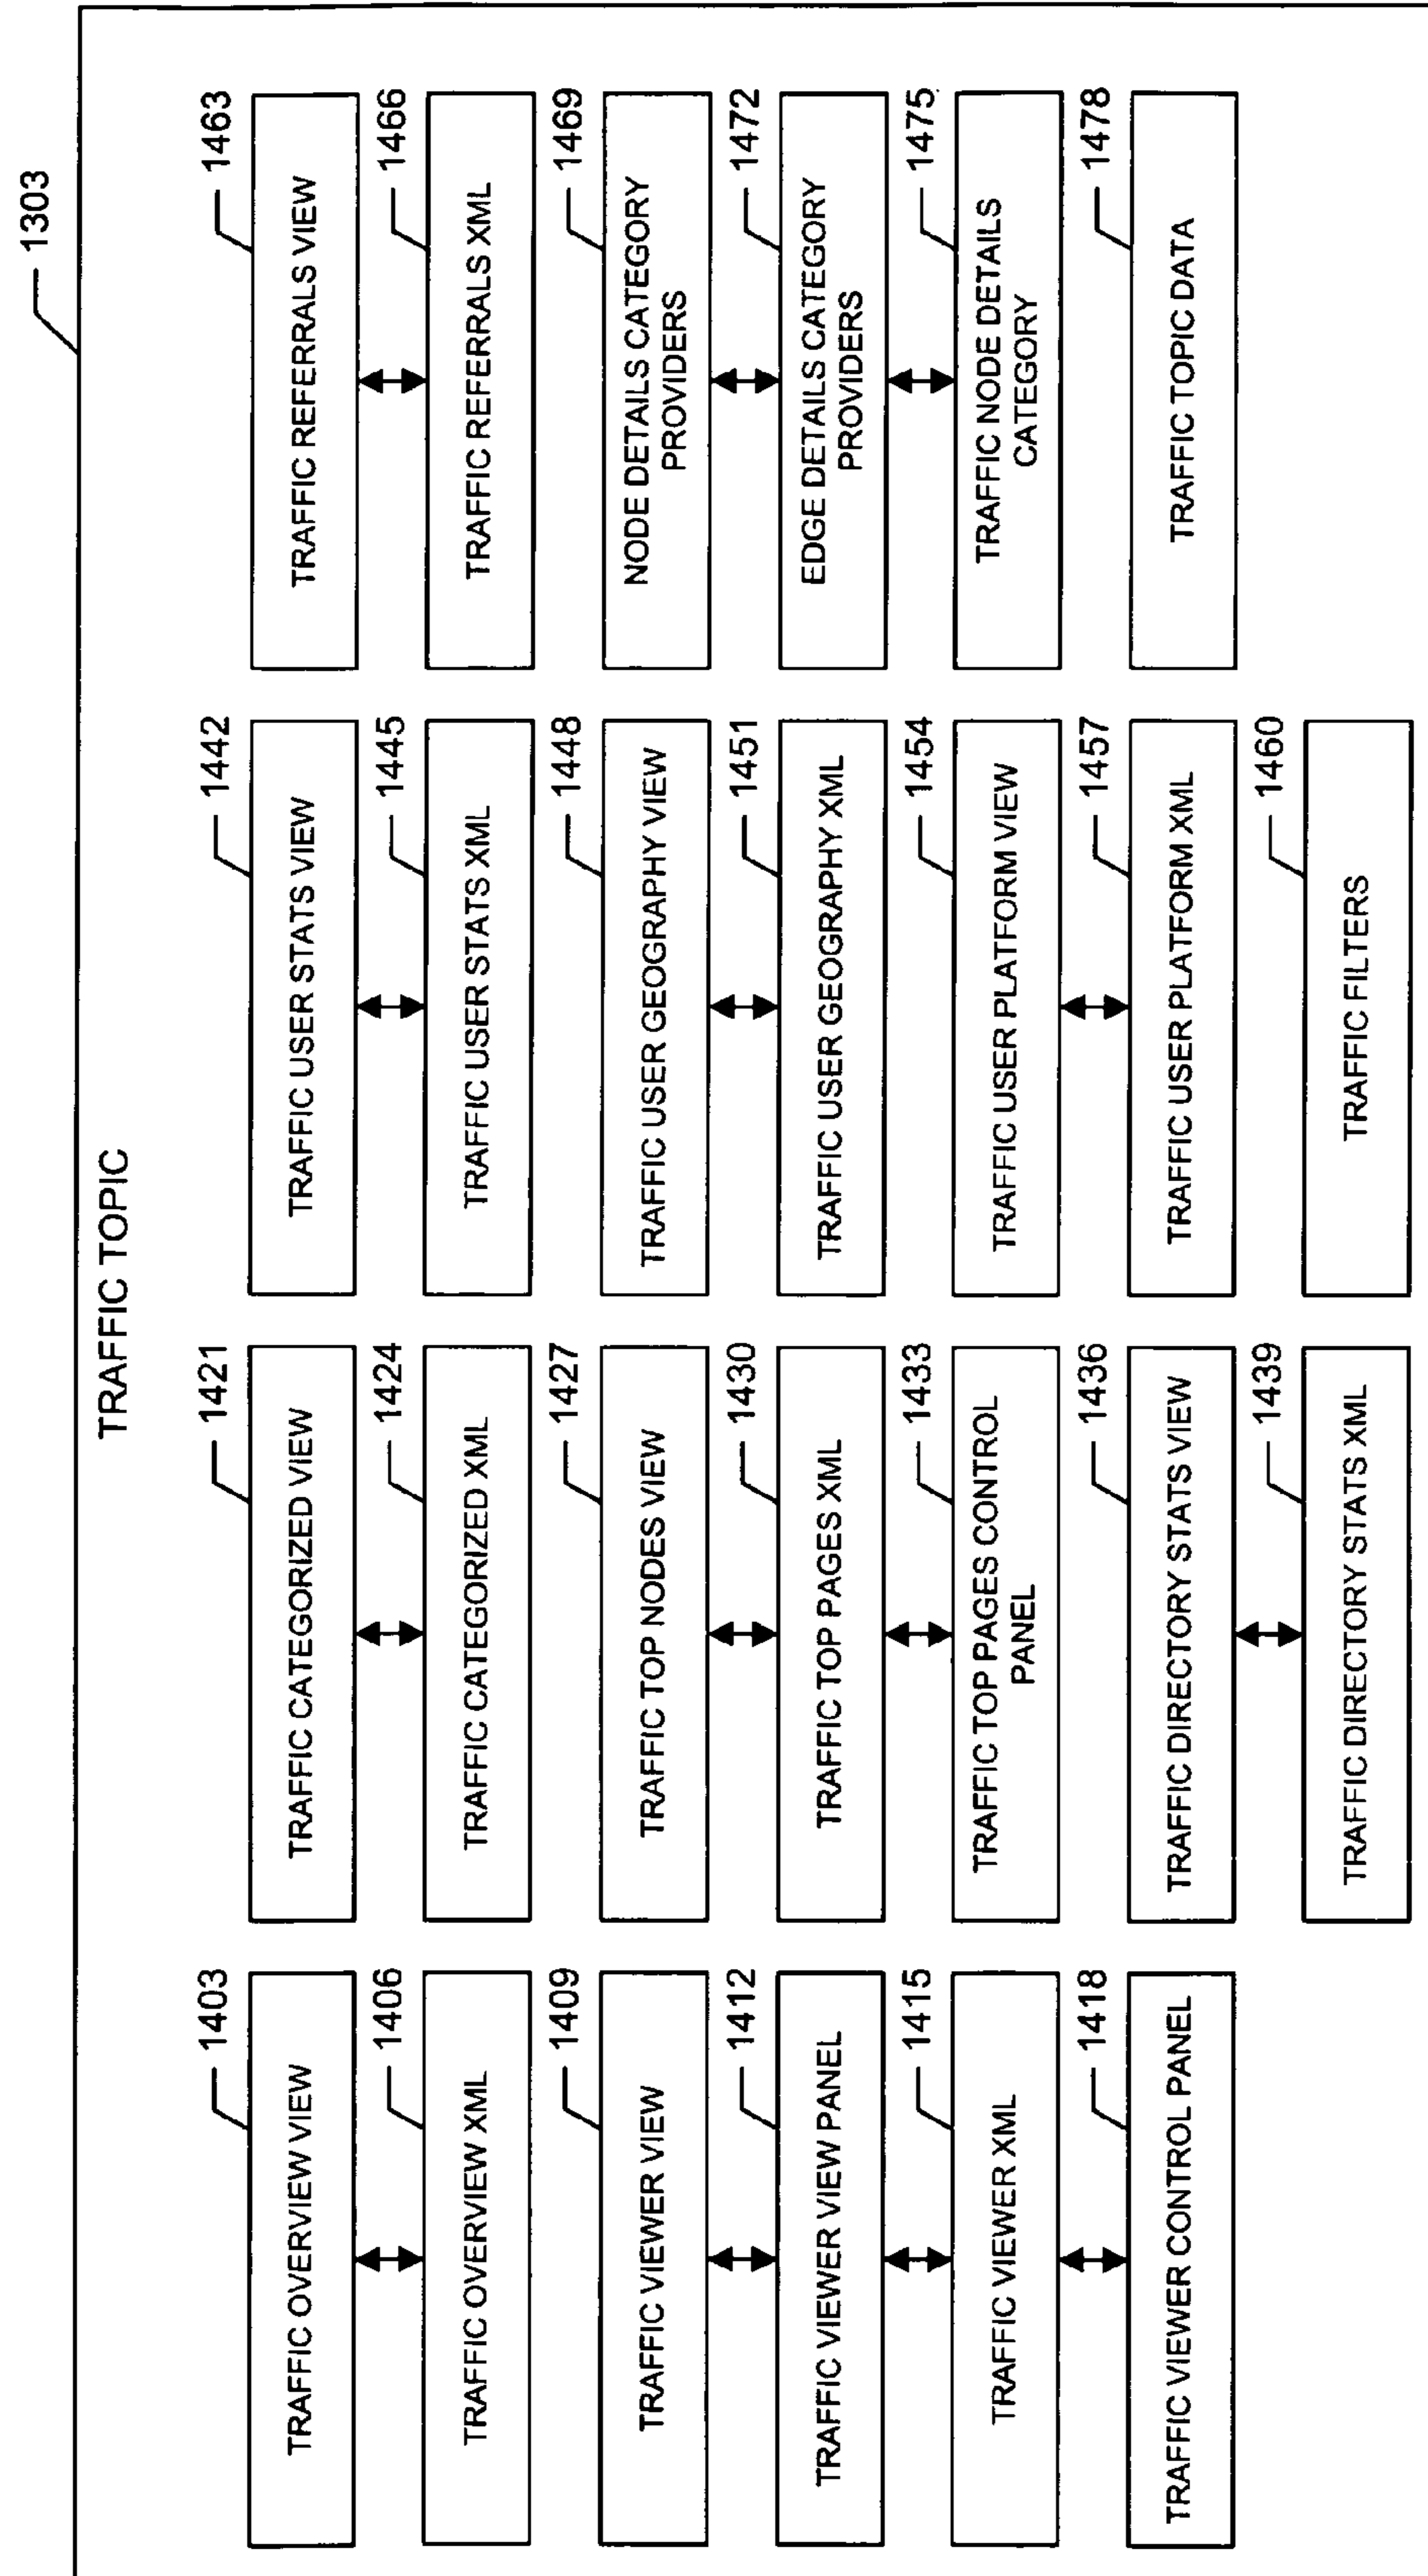 1303
TRAFFIC TOPIC
1403
TRAFFIC OVERVIEW VIEW
1406
TRAFFIC OVERVIEW XML
1409
TRAFFIC VIEWER VIEW
1412
TRAFFIC VIEWER VIEW PANEL
1415
TRAFFIC VIEWER XML
1418
TRAFFIC VIEWER CONTROL PANEL
1421
TRAFFIC CATEGORIZED VIEW
1424
TRAFFIC CATEGORIZED XML
1427
TRAFFIC TOP NODES VIEW
1430
TRAFFIC TOP PAGES XML
1433
TRAFFIC TOP PAGES CONTROL
PANEL
1436
TRAFFIC DIRECTORY STATS VIEW
1439
TRAFFIC DIRECTORY STATS XML
1442
TRAFFIC USER STATS VIEW
1445
TRAFFIC USER STATS XML
1448
TRAFFIC USER GEOGRAPHY VIEW
1451
TRAFFIC USER GEOGRAPHY XML
1454
TRAFFIC USER PLATFORM VIEW
1457
TRAFFIC USER PLATFORM XML
1460
TRAFFIC FILTERS
1463
TRAFFIC REFERRALS VIEW
1466
TRAFFIC REFERRALS XML
1469
NODE DETAILS CATEGORY
PROVIDERS
1472
EDGE DETAILS CATEGORY
PROVIDERS
1475
TRAFFIC NODE DETAILS
CATEGORY
1478
TRAFFIC TOPIC DATA